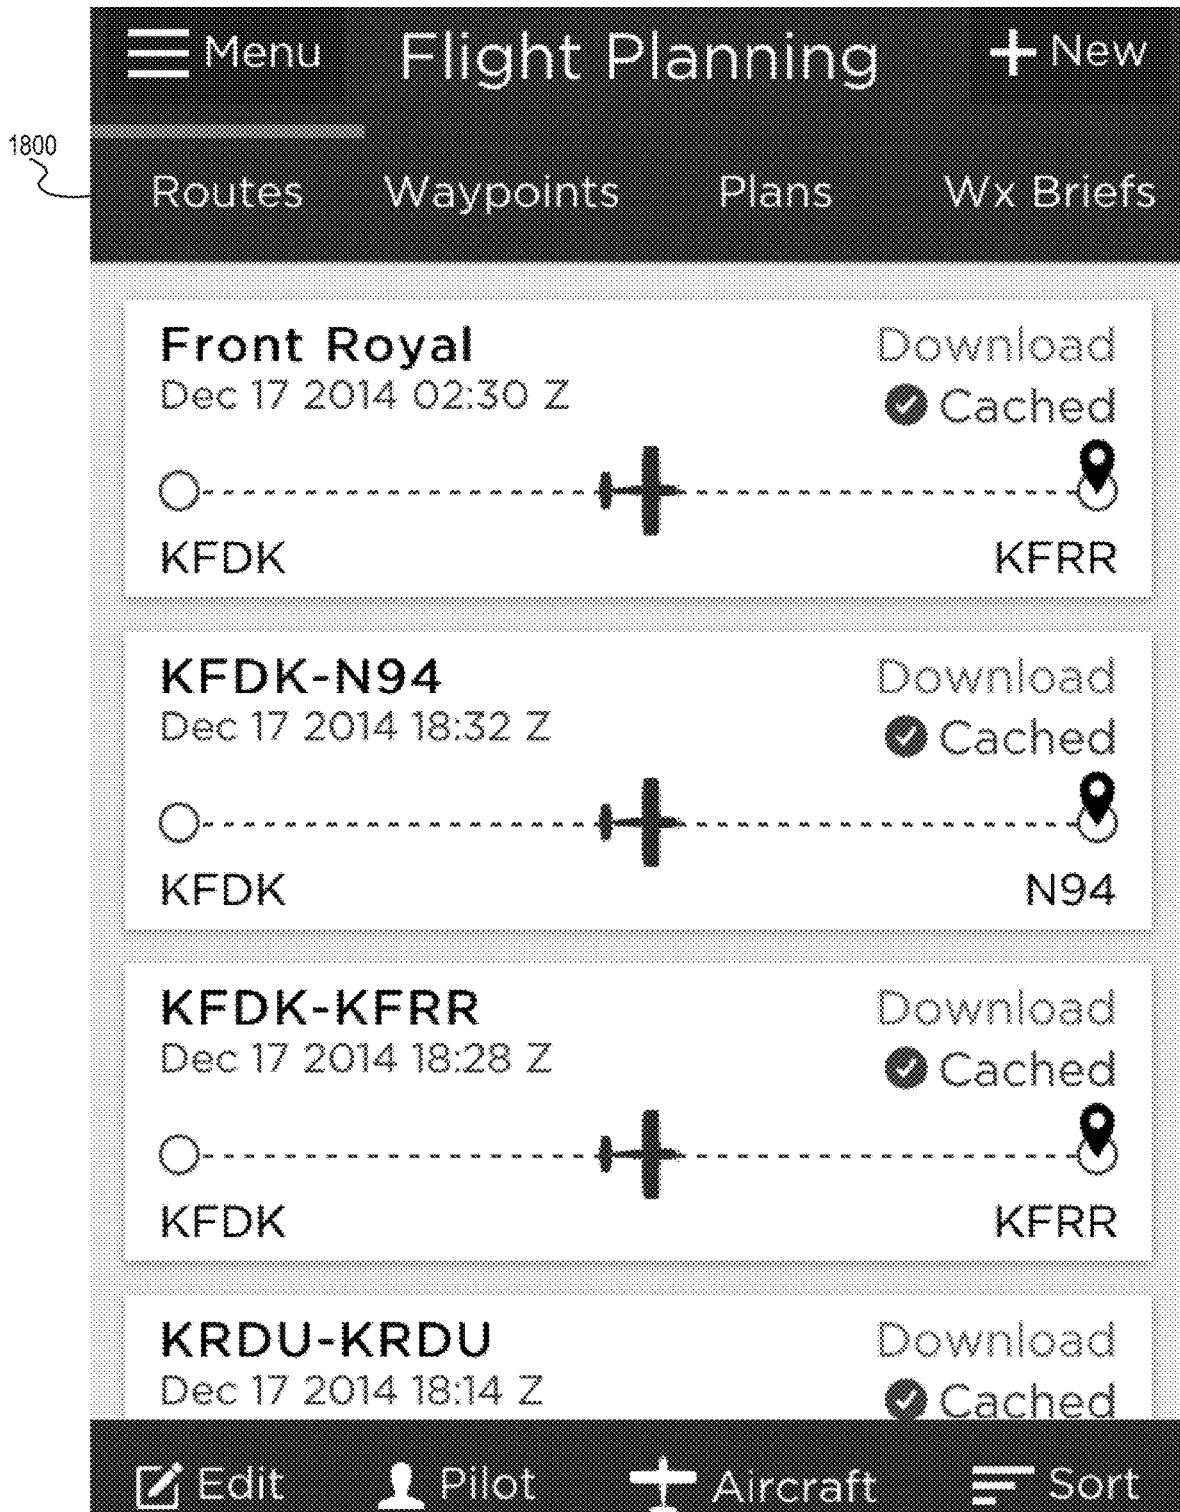 Menu Flight Planning New
1800
Routes Waypoints Plans Wx Briefs
Front Royal Download
Dec 17 2014 02:30 Z Cached
KFDK KFRR
KFDK-N94 Download
Dec 17 2014 18:32 Z Cached
KFDK N94
KFDK-KFRR Download
Dec 17 2014 18:28 Z Cached
KFDK KFRR
KRDU-KRDU Download
Dec 17 2014 18:14 Z Cached
Edit Pilot Aircraft Sort